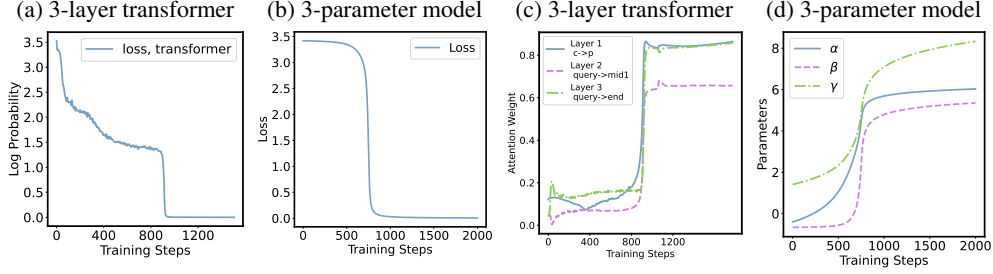 (a) 3-layer transformer
3.5
3.0
2.5
2.0
1.5
1.0
0.5
0.0
Log Probability
loss, transformer
0
400
800
1200
Training Steps
(b) 3-parameter model
3.5
3.0
2.5
2.0
1.5
1.0
0.5
0.0
Loss
Loss
0
500
1000
1500
2000
Training Steps
(c) 3-layer transformer
0.8
0.6
0.4
0.2
0.0
Attention Weight
Layer 1
c->p
Layer 2
query->mid1
Layer 3
query->end
0
400
800
1200
Training Steps
(d) 3-parameter model
8
6
4
2
0
Parameters
α
β
γ
0
500
1000
1500
2000
Training Steps